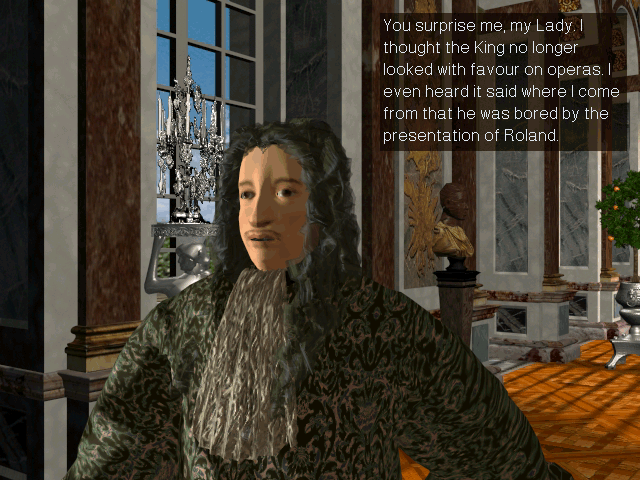 You surprise me, my Lady. I
thought the King no longer
looked with favour on operas. I
even heard it said where I come
from that he was bored by the
presentation of Roland.